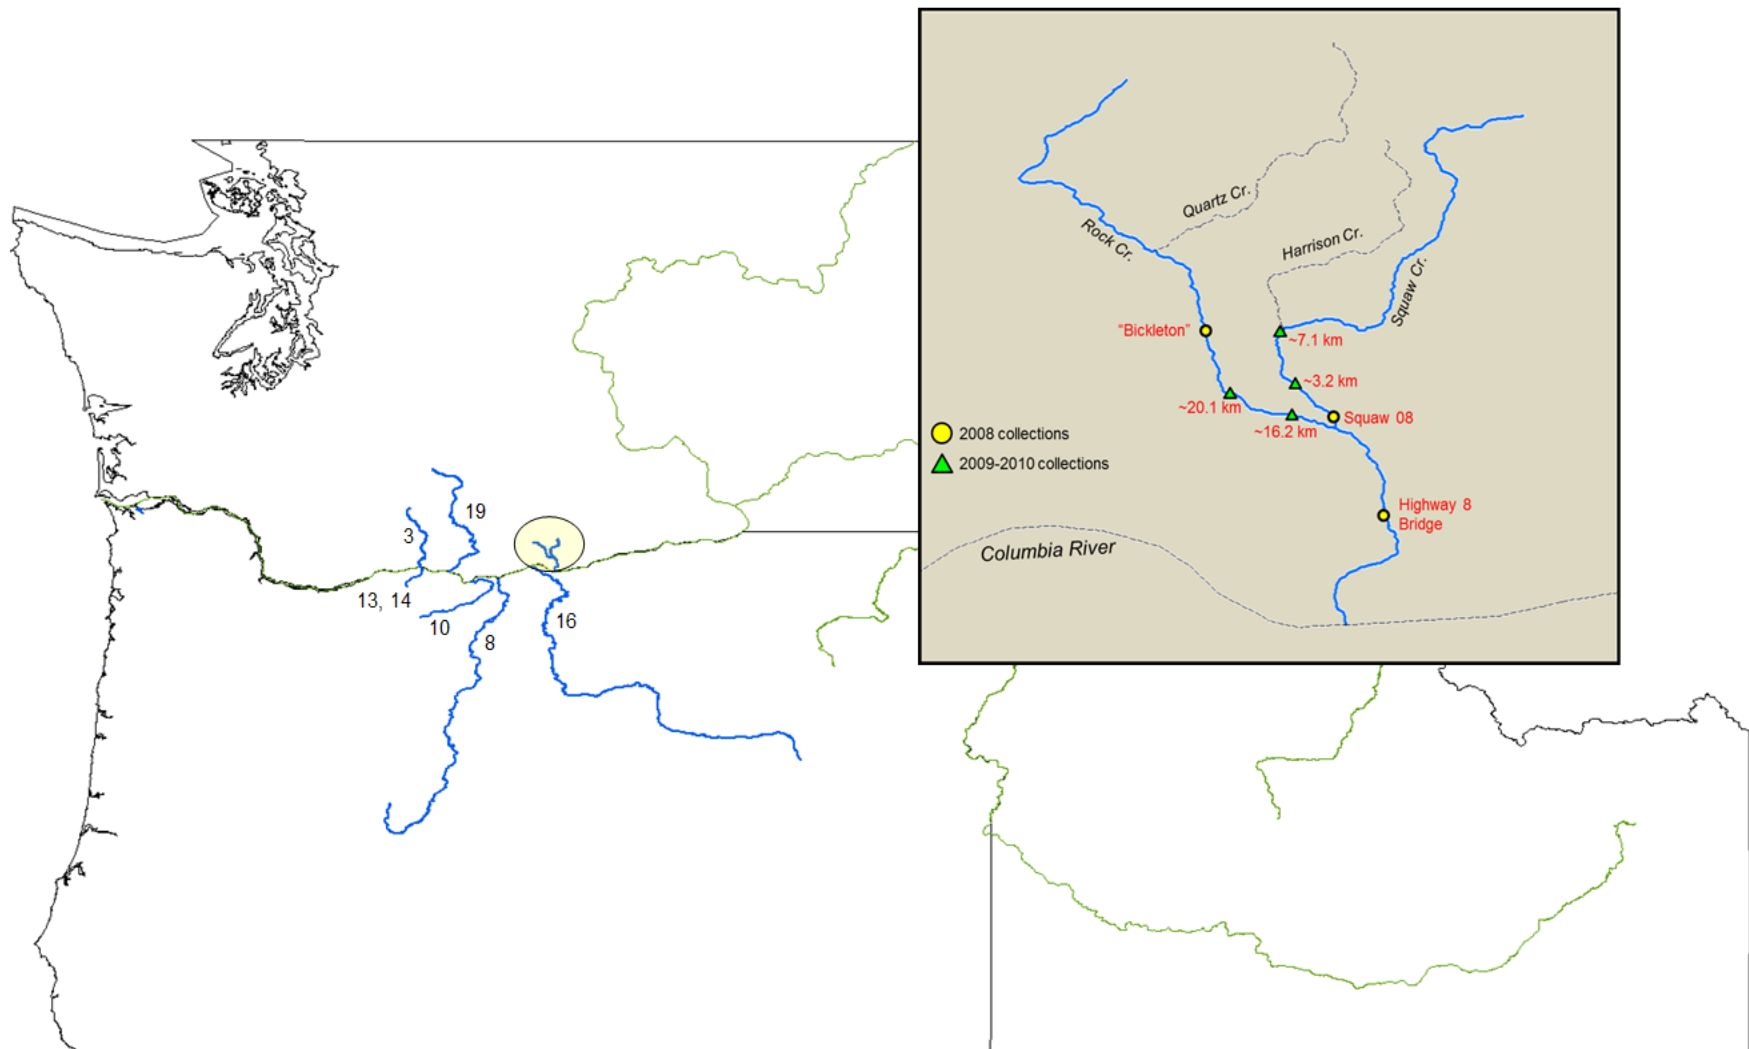 Quartz Cr.
Rock Cr.
Harrison Cr.
Squaw Cr.
"Bickleton"
~7.1 km
~3.2 km
~20.1 km
Squaw 08
~16.2 km
2008 collections
2009-2010 collections
Highway 8
Bridge
Columbia River
19
3
13, 14
10
8
16